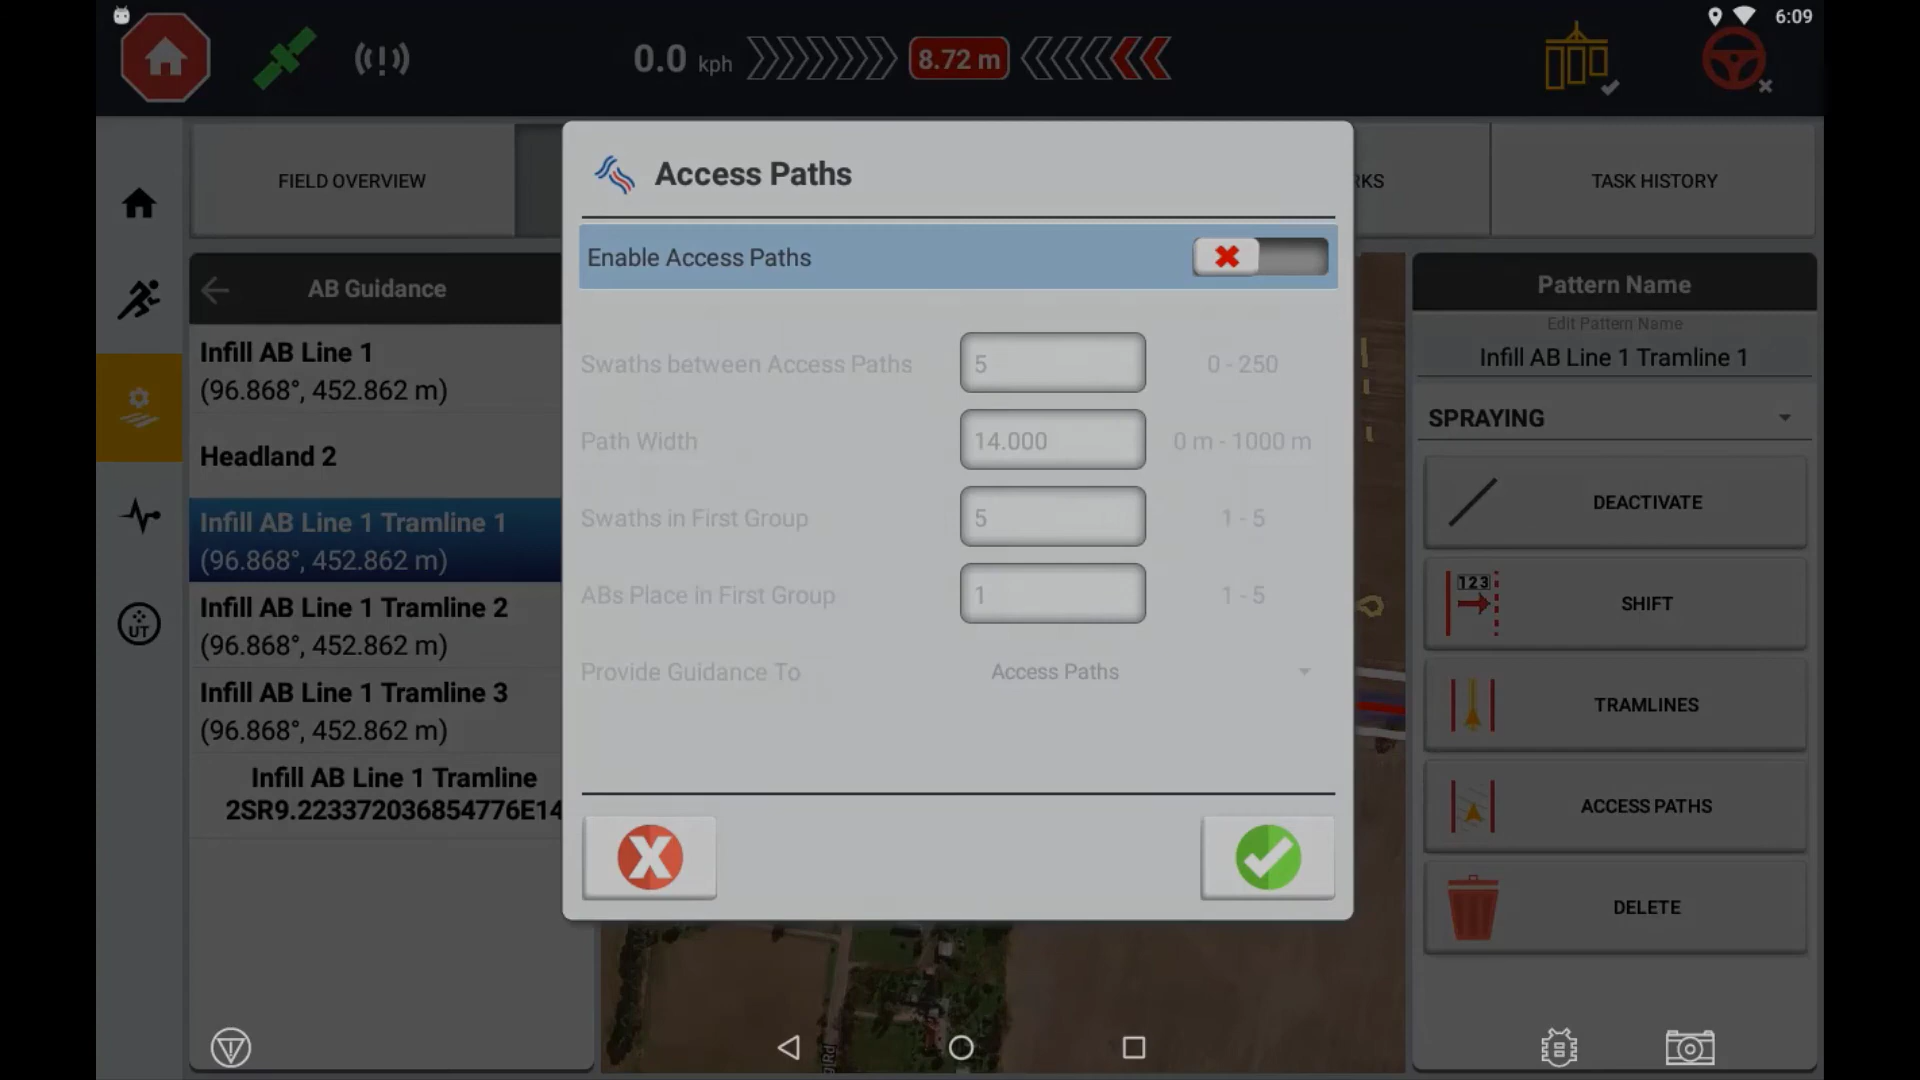 6:09
0.0 kph
8.72 m
FIELD OVERVIEW
RKS
TASK HISTORY
AB Guidance
Infill AB Line 1
(96.868°, 452.862 m)
Headland 2
Infill AB Line 1 Tramline 1
(96.868°, 452.862 m)
Infill AB Line 1 Tramline 2
(96.868°, 452.862 m)
Infill AB Line 1 Tramline 3
(96.868°, 452.862 m)
Infill AB Line 1 Tramline
2SR9.223372036854776E14
UT
Access Paths
Enable Access Paths
Swaths between Access Paths 5 0 - 250
Path Width 14.000 0 m - 1000 m
Swaths in First Group 5 1 - 5
ABs Place in First Group 1 1 - 5
Provide Guidance To Access Paths
Pattern Name
Edit Pattern Name
Infill AB Line 1 Tramline 1
SPRAYING
DEACTIVATE
123
SHIFT
TRAMLINES
ACCESS PATHS
DELETE